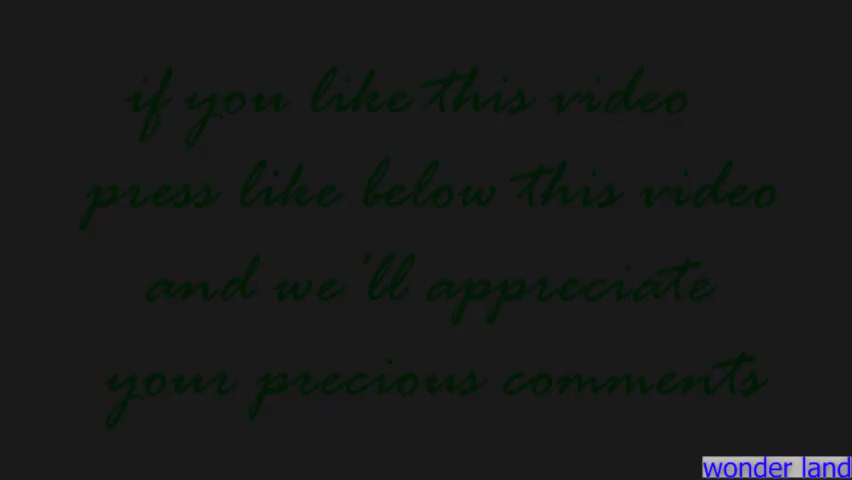 if you like this video
press like below this video
and we'll appreciate
your precious comments
wonder land